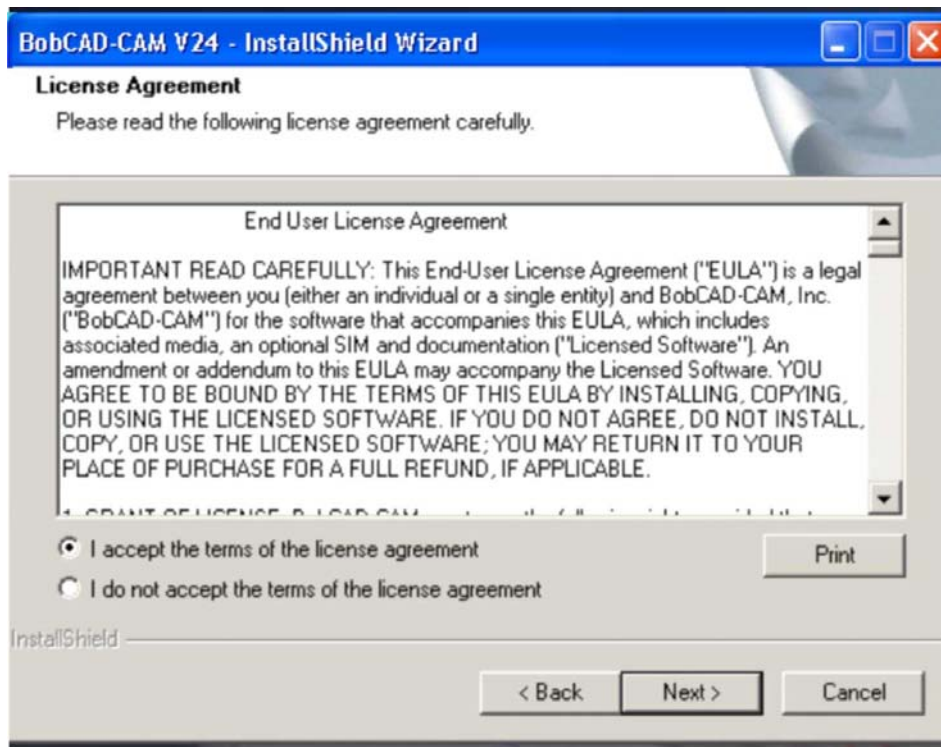 BobCAD-CAM V24 - InstallShield Wizard
License Agreement
Please read the following license agreement carefully.
End User License Agreement
IMPORTANT READ CAREFULLY: This End-User License Agreement ("EULA") is a legal
agreement between you (either an individual or a single entity) and BobCAD-CAM, Inc.
("BobCAD-CAM") for the software that accompanies this EULA, which includes
associated media, an optional SIM and documentation ("Licensed Software"). An
amendment or addendum to this EULA may accompany the Licensed Software. YOU
AGREE TO BE BOUND BY THE TERMS OF THIS EULA BY INSTALLING, COPYING,
OR USING THE LICENSED SOFTWARE. IF YOU DO NOT AGREE, DO NOT INSTALL,
COPY, OR USE THE LICENSED SOFTWARE; YOU MAY RETURN IT TO YOUR
PLACE OF PURCHASE FOR A FULL REFUND, IF APPLICABLE.
1. GRANT OF LICENSE. BobCAD-CAM
I accept the terms of the license agreement
Print
I do not accept the terms of the license agreement
InstallShield
< Back
Next >
Cancel